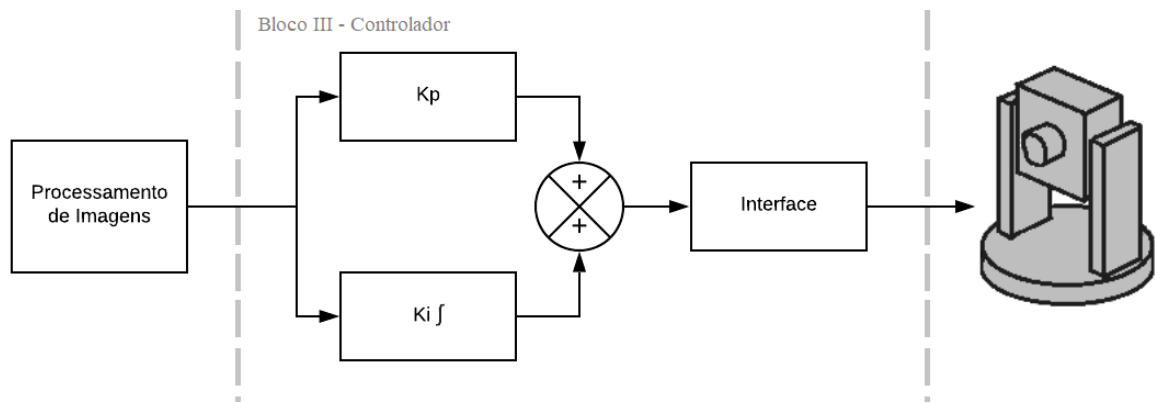 Bloco III - Controlador
Kp
Processamento
de Imagens
+
+
Interface
Ki ∫